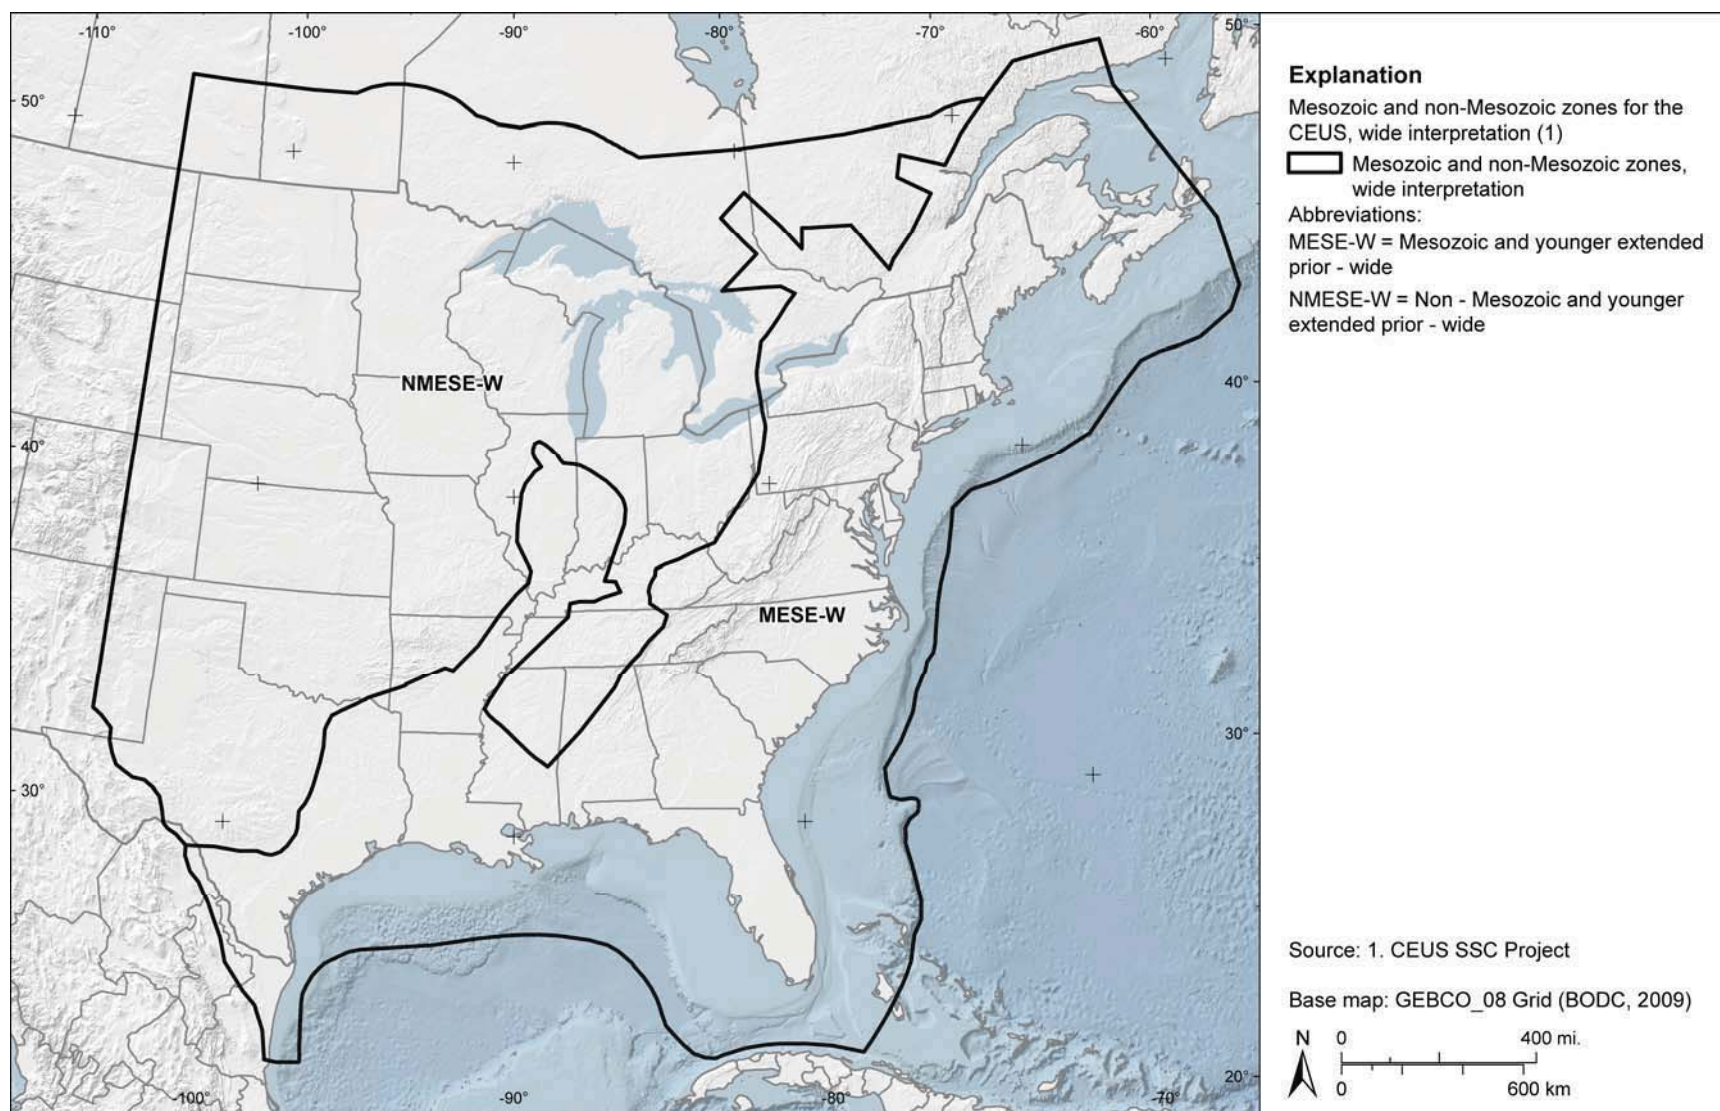 -110° -100° -90° -80° -70° -60° 50°
50°
40°
40°
30°
30°
20°
-100° -90° -80° -70°
NMESE-W
MESE-W
Explanation
Mesozoic and non-Mesozoic zones for the
CEUS, wide interpretation (1)
Mesozoic and non-Mesozoic zones,
wide interpretation
Abbreviations:
MESE-W = Mesozoic and younger extended
prior - wide
NMESE-W = Non - Mesozoic and younger
extended prior - wide
Source: 1. CEUS SSC Project
Base map: GEBCO_08 Grid (BODC, 2009)
N 0 400 mi.
0 600 km